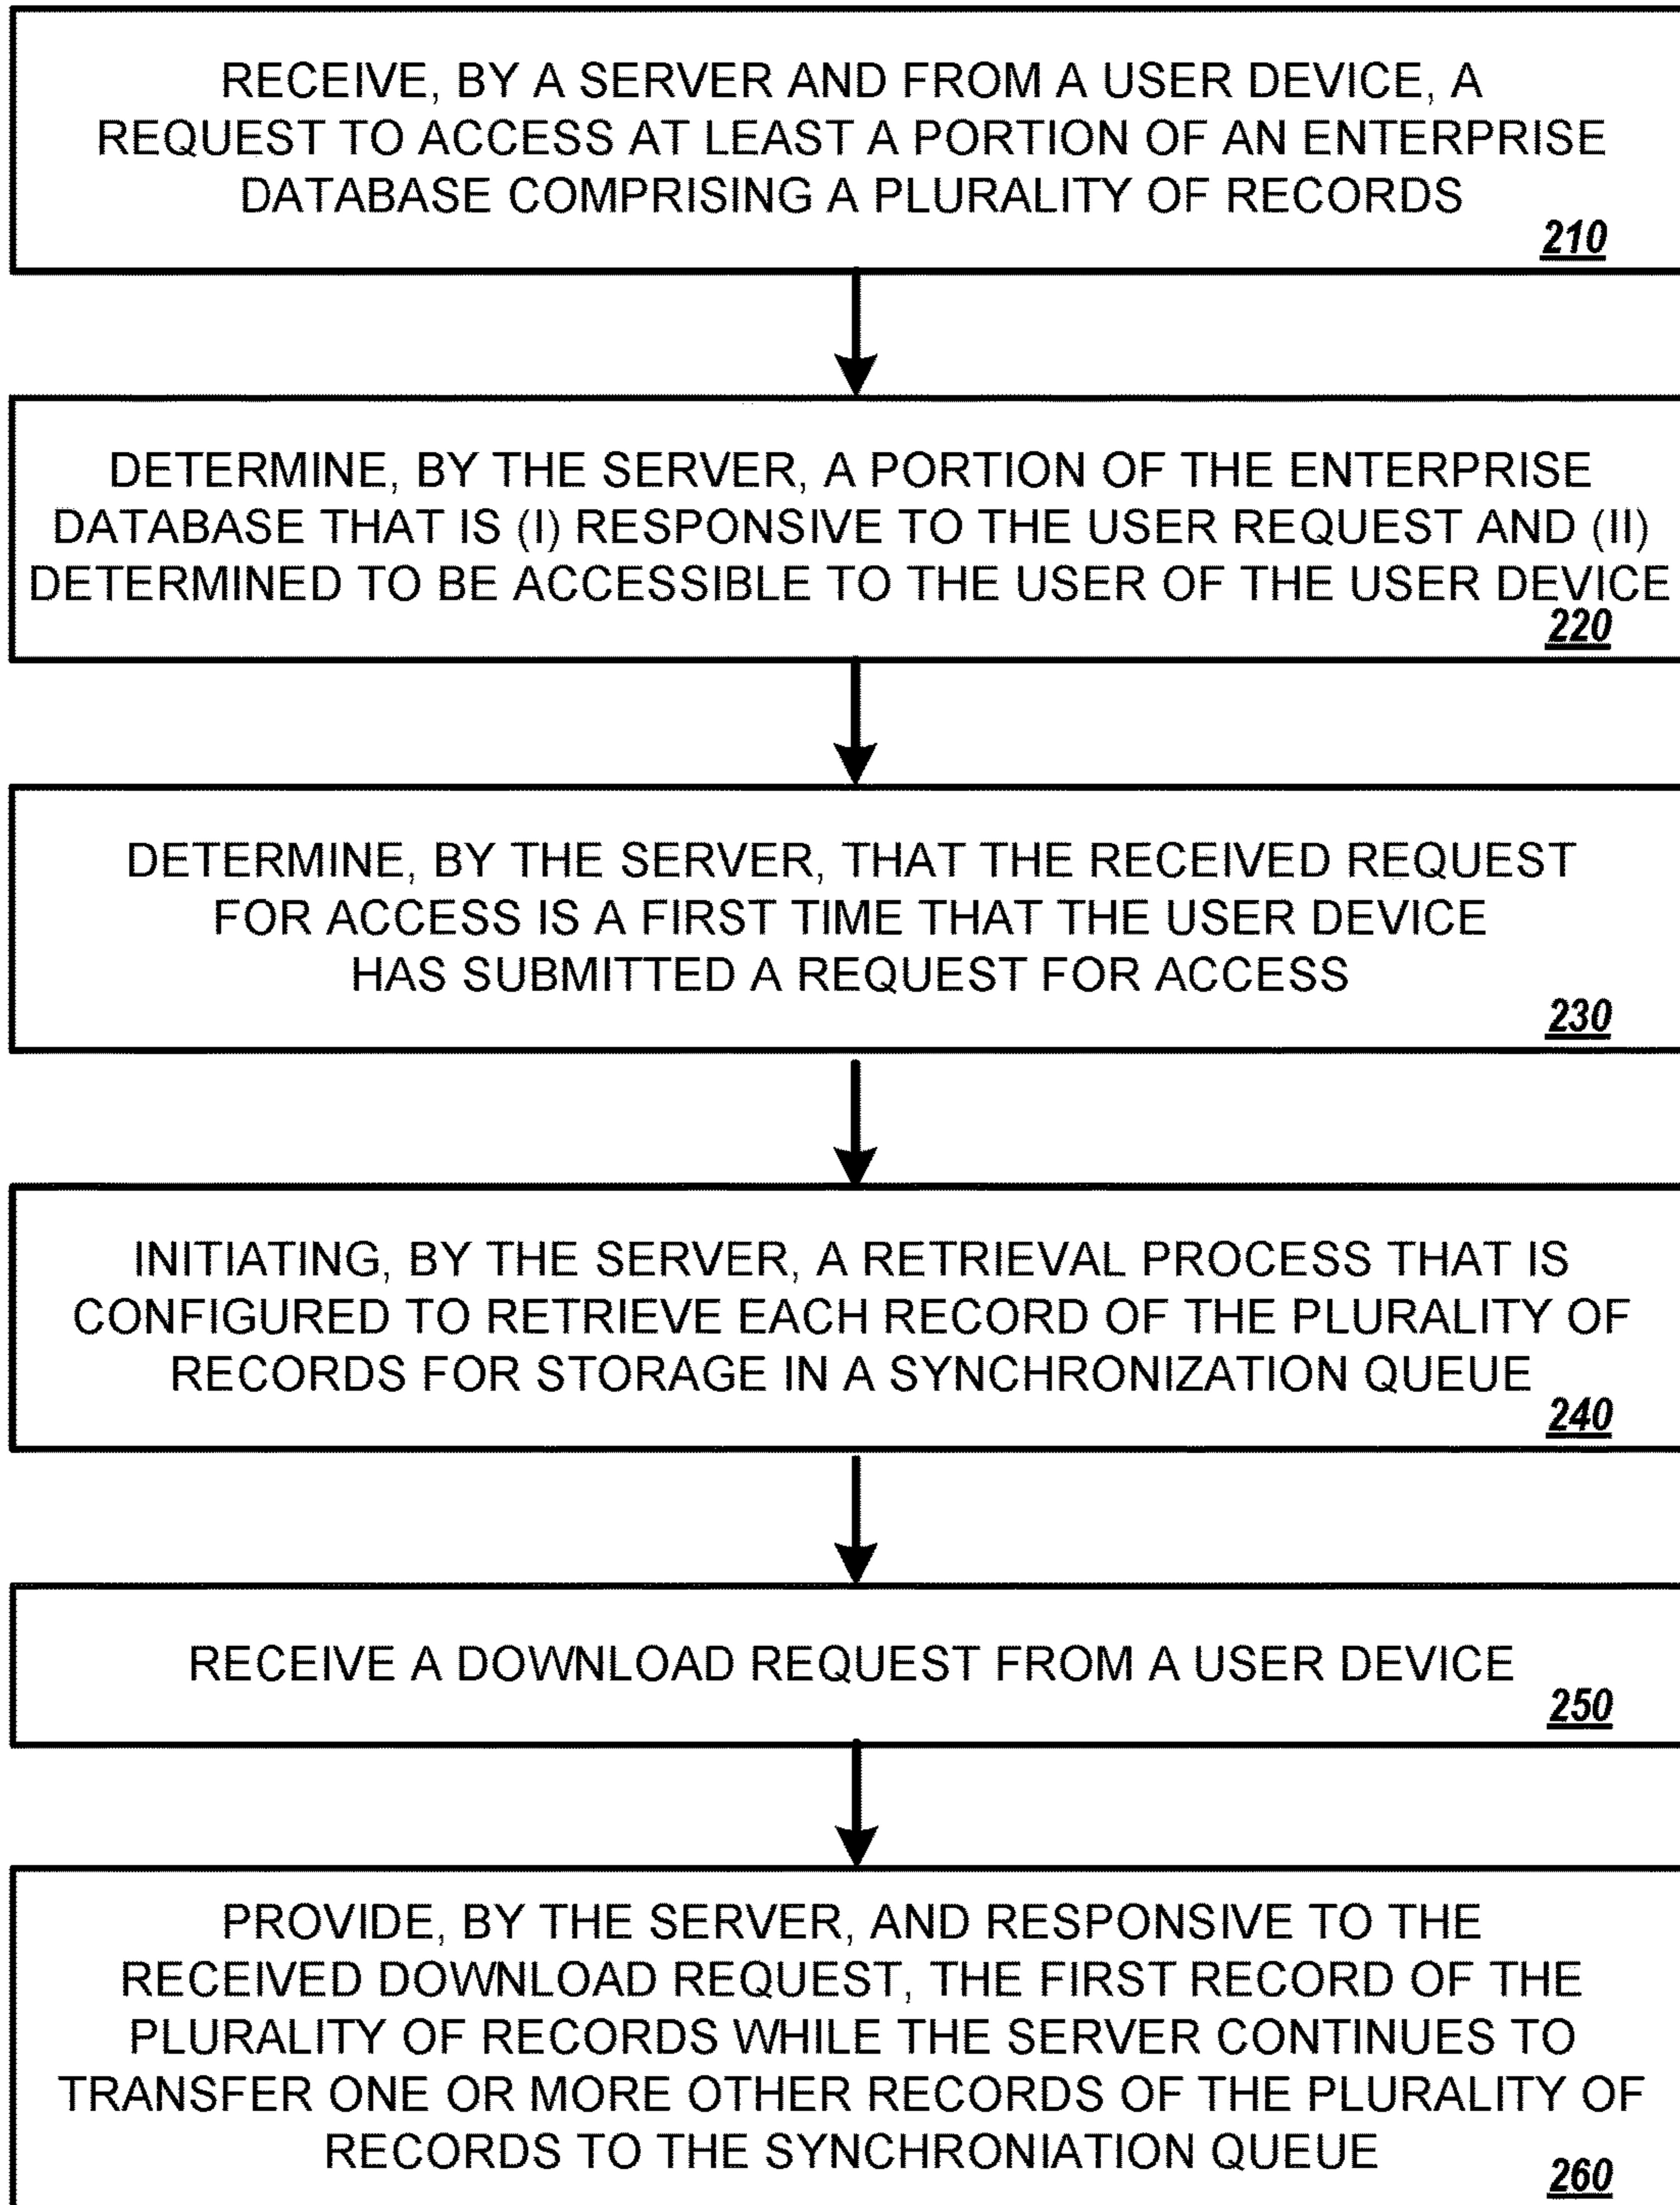 RECEIVE, BY A SERVER AND FROM A USER DEVICE, A
REQUEST TO ACCESS AT LEAST A PORTION OF AN ENTERPRISE
DATABASE COMPRISING A PLURALITY OF RECORDS
210
DETERMINE, BY THE SERVER, A PORTION OF THE ENTERPRISE
DATABASE THAT IS (I) RESPONSIVE TO THE USER REQUEST AND (II)
DETERMINED TO BE ACCESSIBLE TO THE USER OF THE USER DEVICE
220
DETERMINE, BY THE SERVER, THAT THE RECEIVED REQUEST
FOR ACCESS IS A FIRST TIME THAT THE USER DEVICE
HAS SUBMITTED A REQUEST FOR ACCESS
230
INITIATING, BY THE SERVER, A RETRIEVAL PROCESS THAT IS
CONFIGURED TO RETRIEVE EACH RECORD OF THE PLURALITY OF
RECORDS FOR STORAGE IN A SYNCHRONIZATION QUEUE
240
RECEIVE A DOWNLOAD REQUEST FROM A USER DEVICE
250
PROVIDE, BY THE SERVER, AND RESPONSIVE TO THE
RECEIVED DOWNLOAD REQUEST, THE FIRST RECORD OF THE
PLURALITY OF RECORDS WHILE THE SERVER CONTINUES TO
TRANSFER ONE OR MORE OTHER RECORDS OF THE PLURALITY OF
RECORDS TO THE SYNCHRONIATION QUEUE
260